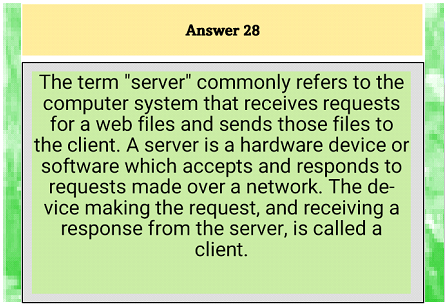 Answer 28
The term "server" commonly refers to the
computer system that receives requests
for a web files and sends those files to
the client. A server is a hardware device or
software which accepts and responds to
requests made over a network. The de-
vice making the request, and receiving a
response from the server, is called a
client.